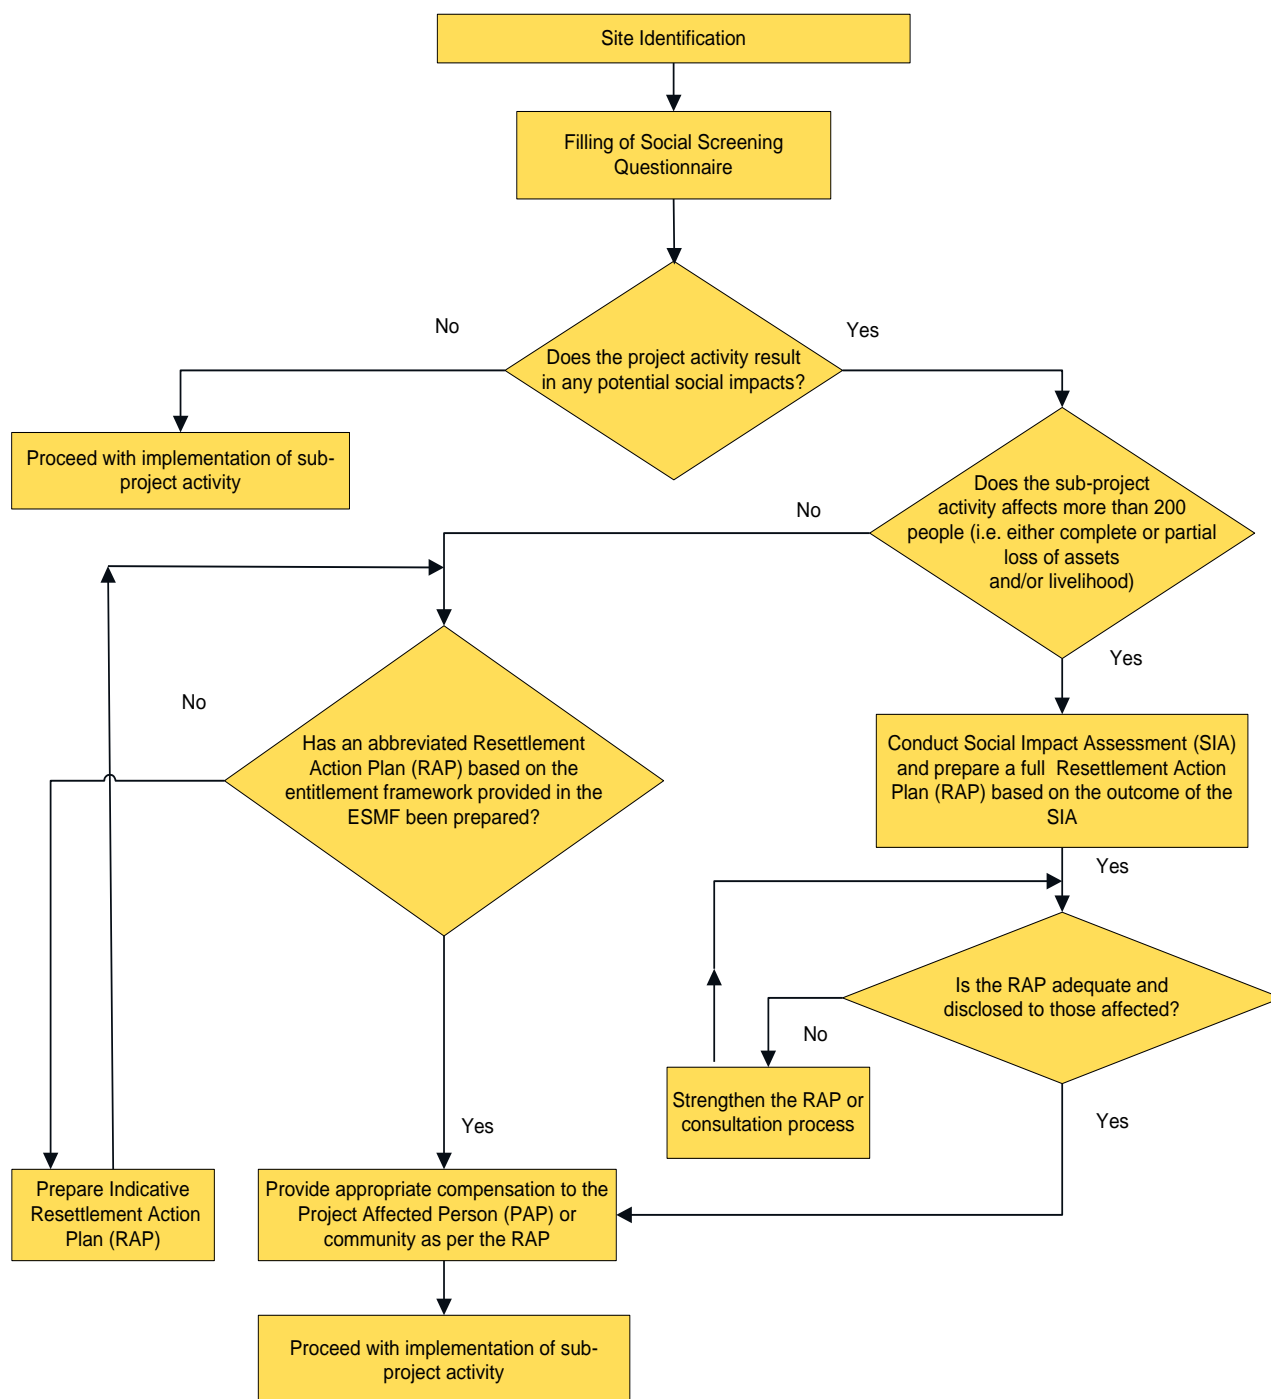 Site Identification
Filling of Social Screening
Questionnaire
No
Yes
Does the project activity result
in any potential social impacts?
Proceed with implementation of sub-
project activity
Does the sub-project
activity affects more than 200
people (i.e. either complete or partial
loss of assets
and/or livelihood)
No
Yes
No
Has an abbreviated Resettlement
Action Plan (RAP) based on the
entitlement framework provided in the
ESMF been prepared?
Conduct Social Impact Assessment (SIA)
and prepare a full Resettlement Action
Plan (RAP) based on the outcome of the
SIA
Yes
Is the RAP adequate and
disclosed to those affected?
No
Strengthen the RAP or
consultation process
Yes
Yes
Prepare Indicative
Resettlement Action
Plan (RAP)
Provide appropriate compensation to the
Project Affected Person (PAP) or
community as per the RAP
Proceed with implementation of sub-
project activity